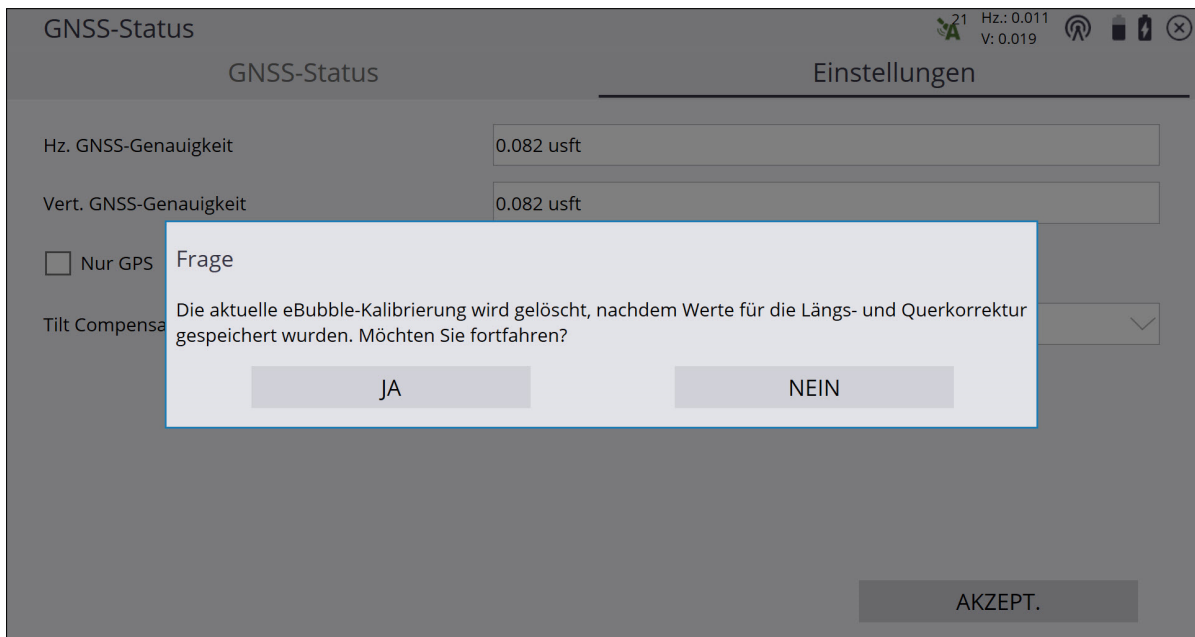 GNSS-Status
21
Hz.: 0.011
V: 0.019
GNSS-Status
Einstellungen
Hz. GNSS-Genauigkeit
0.082 usft
Vert. GNSS-Genauigkeit
0.082 usft
Nur GPS
Tilt Compensa
Frage
Die aktuelle eBubble-Kalibrierung wird gelöscht, nachdem Werte für die Längs- und Querkorrektur
gespeichert wurden. Möchten Sie fortfahren?
JA
NEIN
AKZEPT.